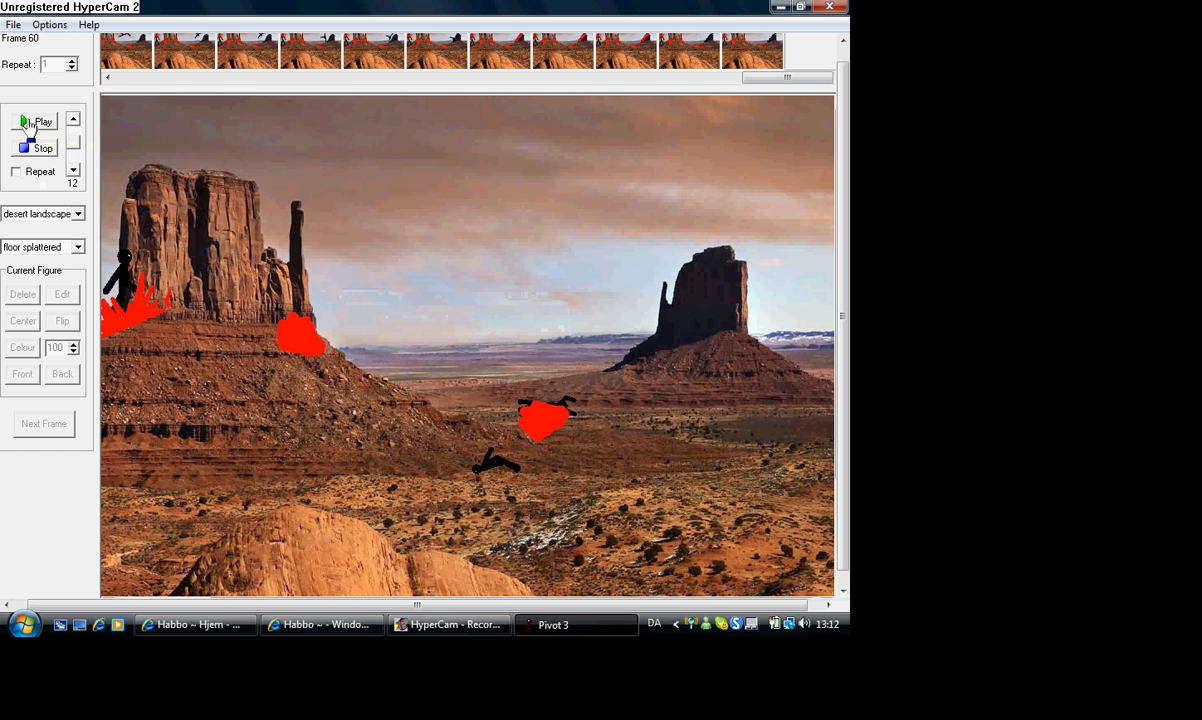 Unregistered HyperCam 2
File Options Help
Frame 60
Repeat : 1
Play
Stop
Repeat
12
desert landscape
floor splattered
Current Figure
Delete Edit
Center Flip
Colour 100
Front Back
Next Frame
Habbo ~ Hjem - ... Habbo ~ - Windo... HyperCam - Recor... Pivot 3 DA 13:12